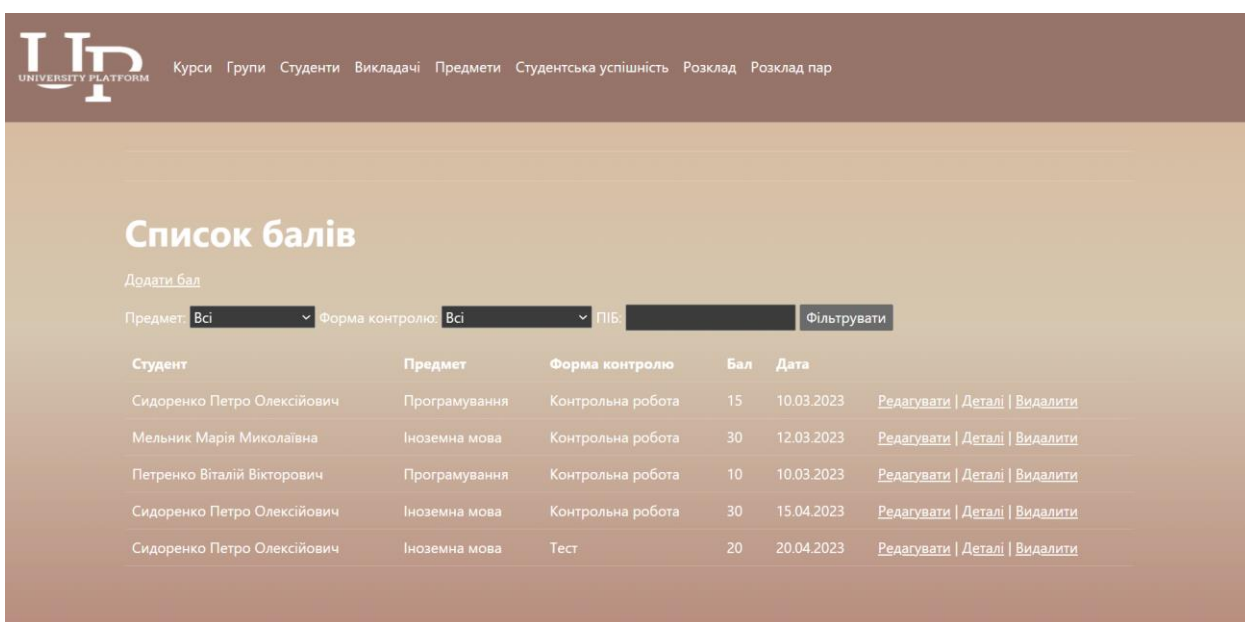 UP
UNIVERSITY PLATFORM
Курси Групи Студенти Викладачі Предмети Студентська успішність Розклад Розклад пар
Список балів
Додати бал
Предмет: Всі Форма контролю: Всі ПІБ: Фільтрувати
Студент Предмет Форма контролю Бал Дата
Сидоренко Петро Олексійович Програмування Контрольна робота 15 10.03.2023 Редагувати | Деталі | Видалити
Мельник Марія Миколаївна Іноземна мова Контрольна робота 30 12.03.2023 Редагувати | Деталі | Видалити
Петренко Віталій Вікторович Програмування Контрольна робота 10 10.03.2023 Редагувати | Деталі | Видалити
Сидоренко Петро Олексійович Іноземна мова Контрольна робота 30 15.04.2023 Редагувати | Деталі | Видалити
Сидоренко Петро Олексійович Іноземна мова Тест 20 20.04.2023 Редагувати | Деталі | Видалити